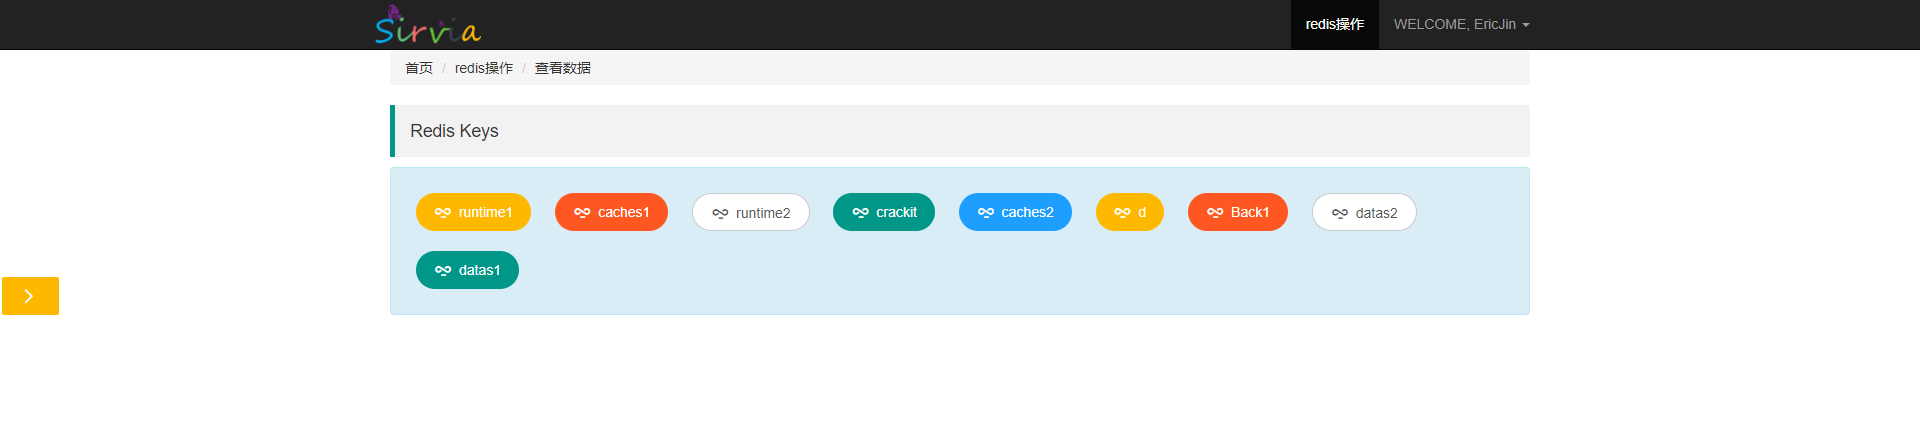 Sirvia redis操作 WELCOME, EricJin
首页 / redis操作 / 查看数据
Redis Keys
runtime1 caches1 runtime2 crackit caches2 d Back1 datas2
datas1